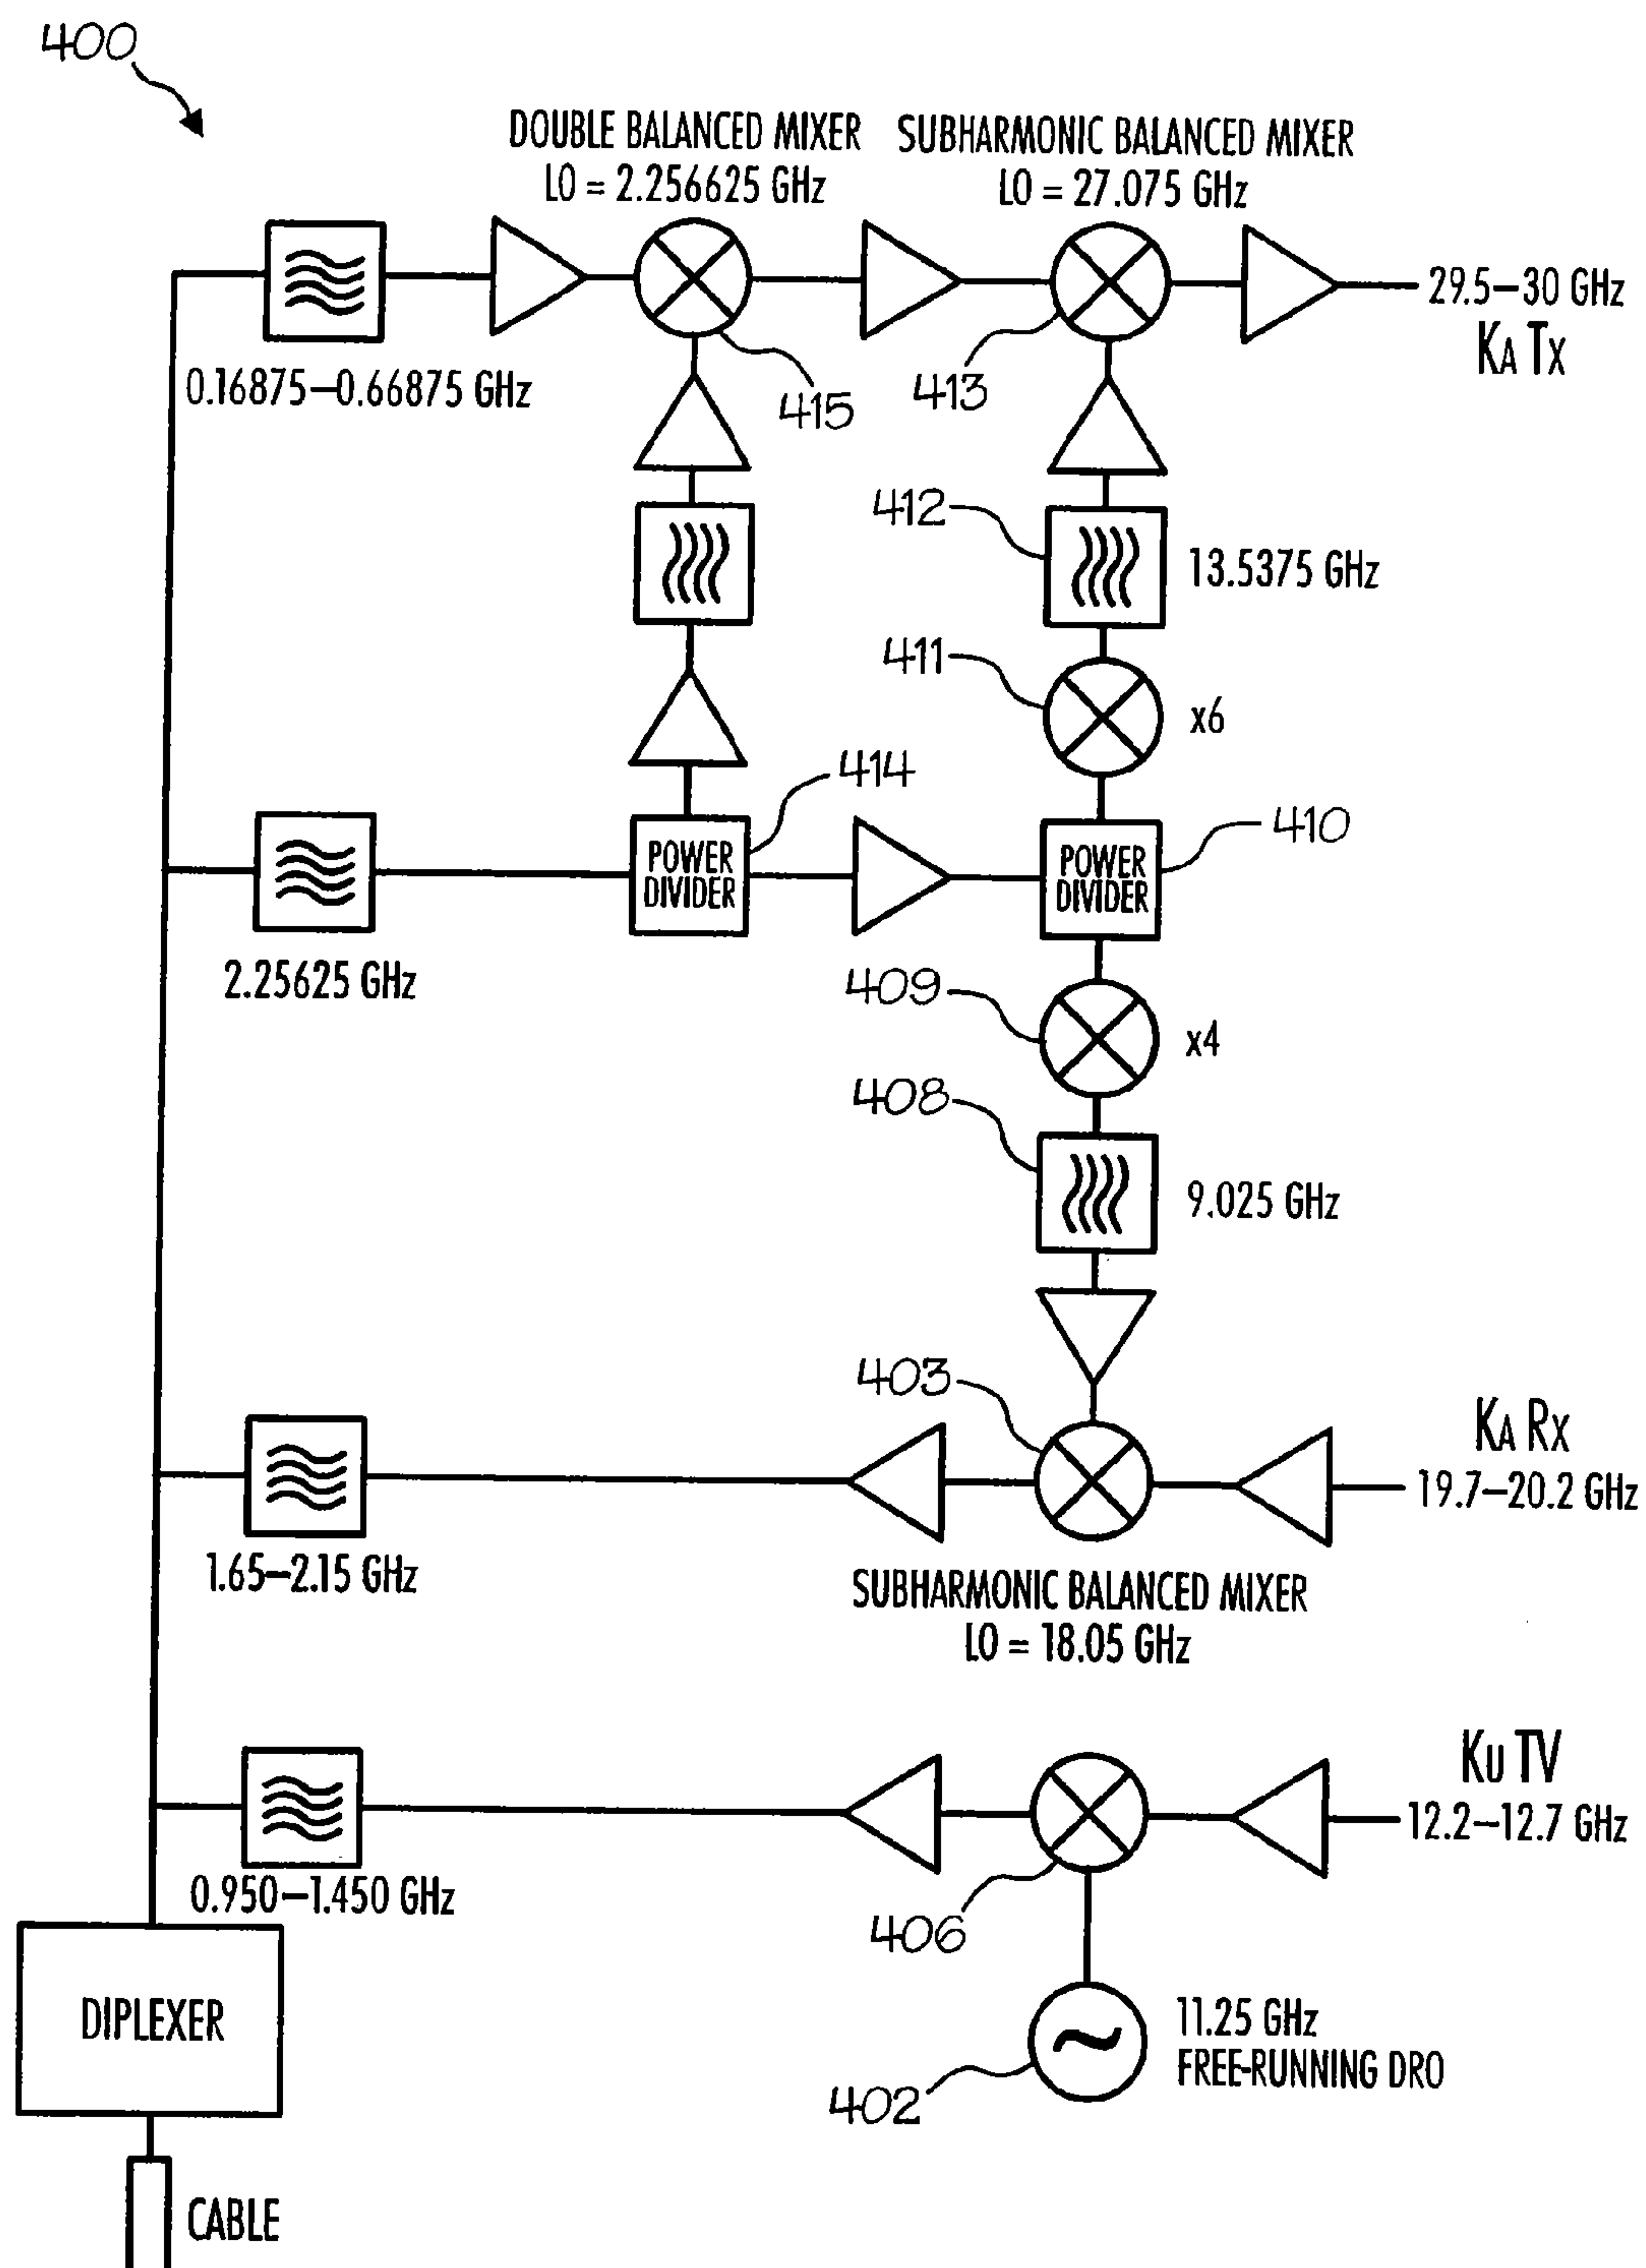 400
DOUBLE BALANCED MIXER
LO = 2.256625 GHz
SUBHARMONIC BALANCED MIXER
LO = 27.075 GHz
29.5–30 GHz
KA TX
0.16875–0.66875 GHz
415
413
412
13.5375 GHz
411
x6
414
410
POWER
DIVIDER
POWER
DIVIDER
2.25625 GHz
409
x4
408
9.025 GHz
403
KA RX
19.7–20.2 GHz
1.65–2.15 GHz
SUBHARMONIC BALANCED MIXER
LO = 18.05 GHz
KU TV
12.2–12.7 GHz
0.950–1.450 GHz
406
DIPLEXER
11.25 GHz
FREE-RUNNING DRO
402
CABLE